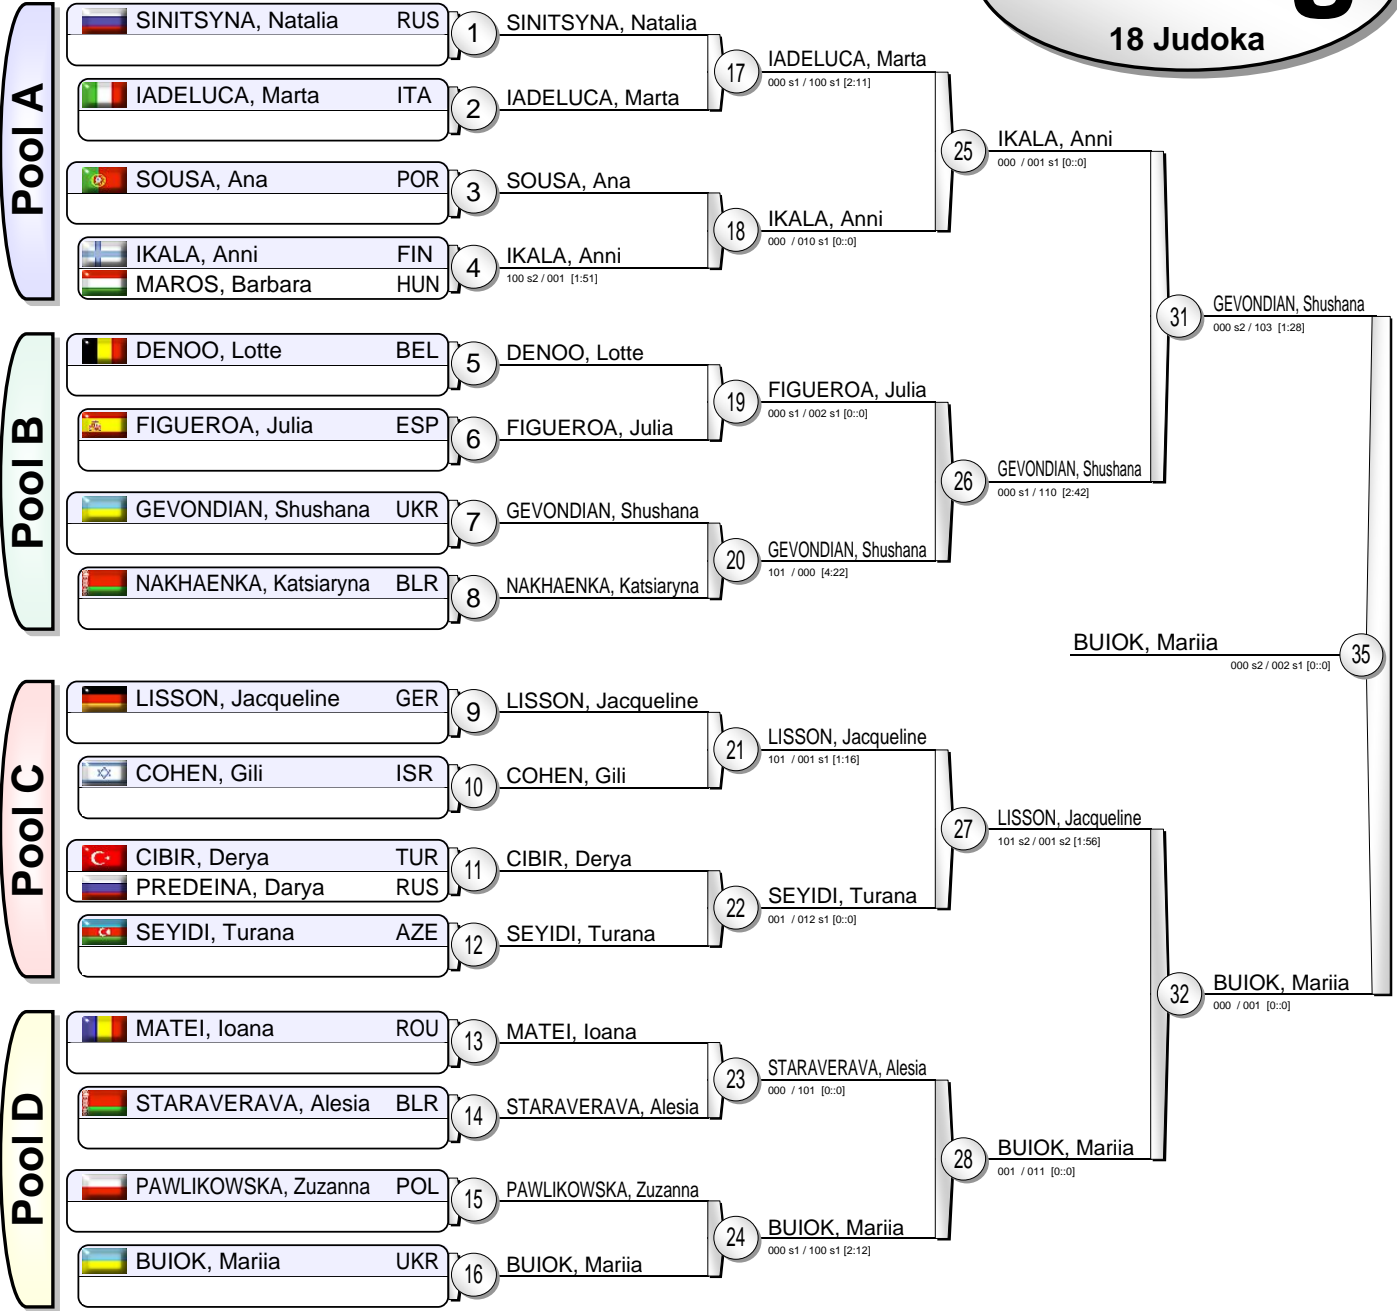 18 Judoka
Pool A
SINITSYNA, Natalia RUS
1
SINITSYNA, Natalia
IADELUCA, Marta ITA
2
IADELUCA, Marta
17
IADELUCA, Marta
000 s1 / 100 s1 [2:11]
SOUSA, Ana POR
3
SOUSA, Ana
IKALA, Anni FIN
MAROS, Barbara HUN
4
IKALA, Anni
100 s2 / 001 [1:51]
18
IKALA, Anni
000 / 010 s1 [0::0]
25
IKALA, Anni
000 / 001 s1 [0::0]
Pool B
DENOO, Lotte BEL
5
DENOO, Lotte
FIGUEROA, Julia ESP
6
FIGUEROA, Julia
19
FIGUEROA, Julia
000 s1 / 002 s1 [0::0]
GEVONDIAN, Shushana UKR
7
GEVONDIAN, Shushana
NAKHAENKA, Katsiaryna BLR
8
NAKHAENKA, Katsiaryna
20
GEVONDIAN, Shushana
101 / 000 [4:22]
26
GEVONDIAN, Shushana
000 s1 / 110 [2:42]
31
GEVONDIAN, Shushana
000 s2 / 103 [1:28]
BUIOK, Mariia
000 s2 / 002 s1 [0::0]
35
Pool C
LISSON, Jacqueline GER
9
LISSON, Jacqueline
COHEN, Gili ISR
10
COHEN, Gili
21
LISSON, Jacqueline
101 / 001 s1 [1:16]
CIBIR, Derya TUR
PREDEINA, Darya RUS
11
CIBIR, Derya
SEYIDI, Turana AZE
12
SEYIDI, Turana
22
SEYIDI, Turana
001 / 012 s1 [0::0]
27
LISSON, Jacqueline
101 s2 / 001 s2 [1:56]
Pool D
MATEI, Ioana ROU
13
MATEI, Ioana
STARAVERAVA, Alesia BLR
14
STARAVERAVA, Alesia
23
STARAVERAVA, Alesia
000 / 101 [0::0]
PAWLIKOWSKA, Zuzanna POL
15
PAWLIKOWSKA, Zuzanna
BUIOK, Mariia UKR
16
BUIOK, Mariia
24
BUIOK, Mariia
000 s1 / 100 s1 [2:12]
28
BUIOK, Mariia
001 / 011 [0::0]
32
BUIOK, Mariia
000 / 001 [0::0]